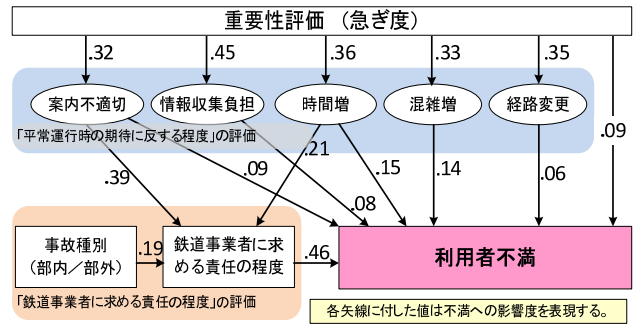 重要性評価 （急ぎ度）
.32 .45 .36 .33 .35
案内不適切 情報収集負担 時間増 混雑増 経路変更
「平常運行時の期待に反する程度」の評価
.09
.21
.39 .09 .15 .14 .06
.08
事故種別
（部内／部外）
.19
鉄道事業者に求
める責任の程度
.46
利用者不満
「鉄道事業者に求める責任の程度」の評価
各矢線に付した値は不満への影響度を表現する。